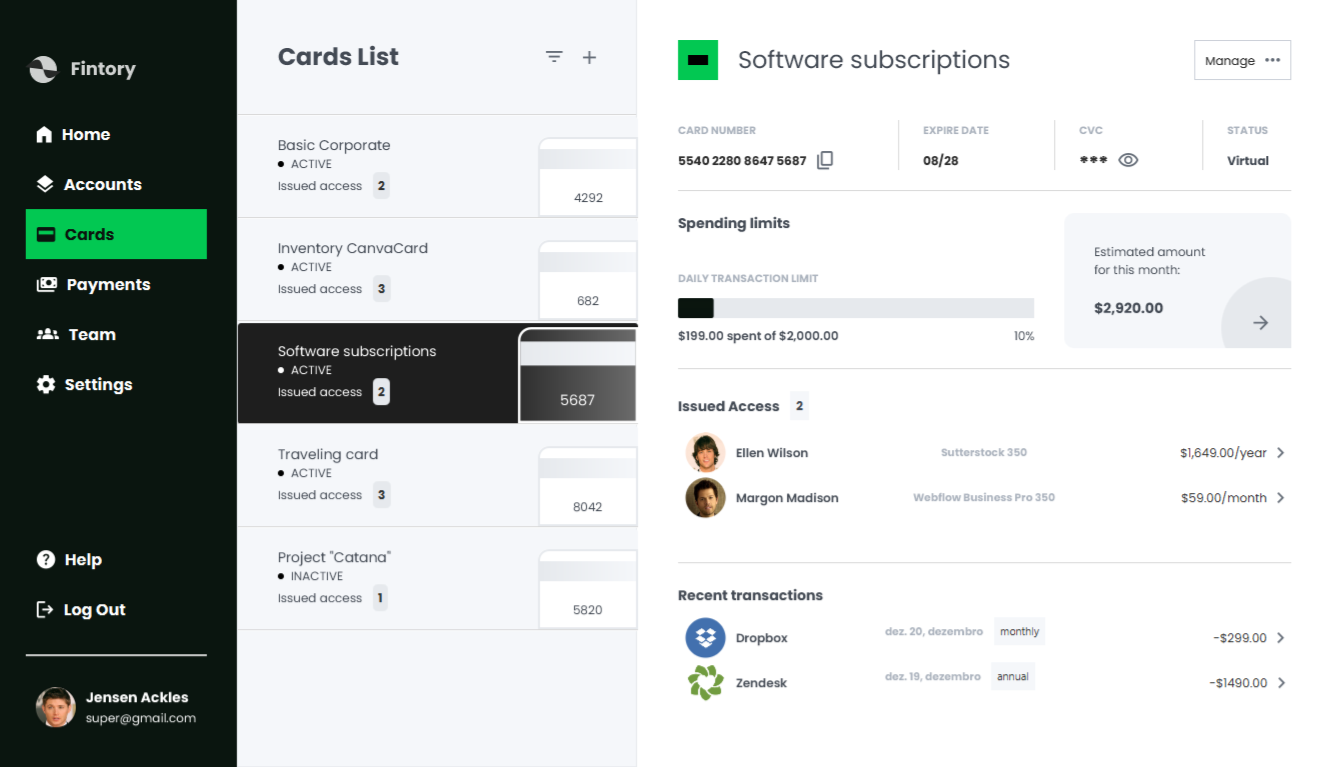 Fintory
Home
Accounts
Cards
Payments
Team
Settings
Help
Log Out
Jensen Ackles
super@gmail.com
Cards List
Basic Corporate
ACTIVE
Issued access 2
4292
Inventory CanvaCard
ACTIVE
Issued access 3
682
Software subscriptions
ACTIVE
Issued access 2
5687
Traveling card
ACTIVE
Issued access 3
8042
Project "Catana"
INACTIVE
Issued access 1
5820
Software subscriptions
Manage
CARD NUMBER
5540 2280 8647 5687
EXPIRE DATE
08/28
CVC
***
STATUS
Virtual
Spending limits
DAILY TRANSACTION LIMIT
$199.00 spent of $2,000.00 10%
Estimated amount
for this month:
$2,920.00
Issued Access 2
Ellen Wilson Sutterstock 350 $1,649.00/year
Margon Madison Webflow Business Pro 350 $59.00/month
Recent transactions
Dropbox dez. 20, dezembro monthly -$299.00
Zendesk dez. 19, dezembro annual -$1490.00